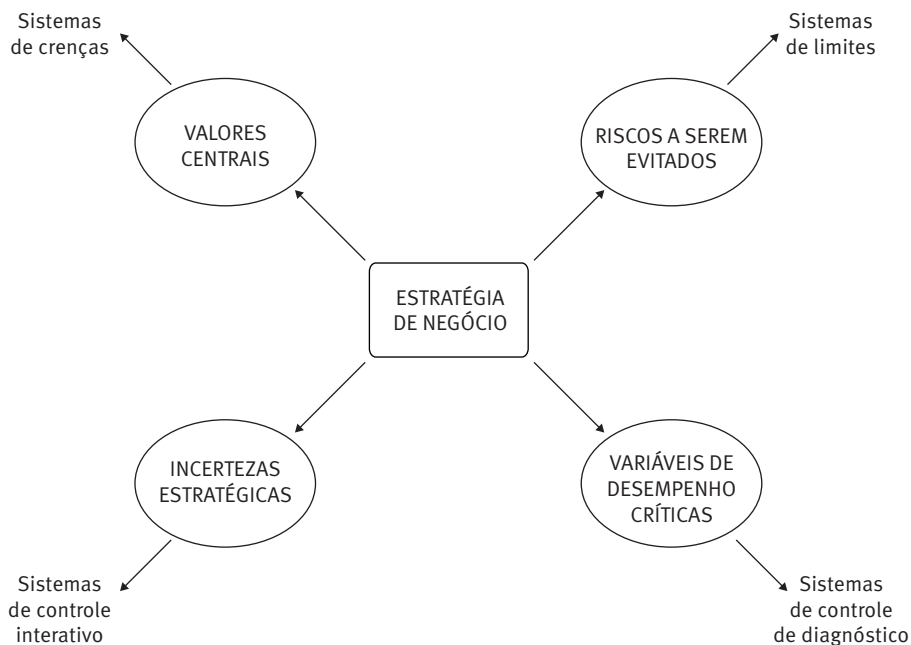 Sistemas
de crenças
Sistemas
de limites
VALORES
CENTRAIS
RISCOS A SEREM
EVITADOS
ESTRATÉGIA
DE NEGÓCIO
INCERTEZAS
ESTRATÉGICAS
VARIÁVEIS DE
DESEMPENHO
CRÍTICAS
Sistemas
de controle
interativo
Sistemas
de controle
de diagnóstico